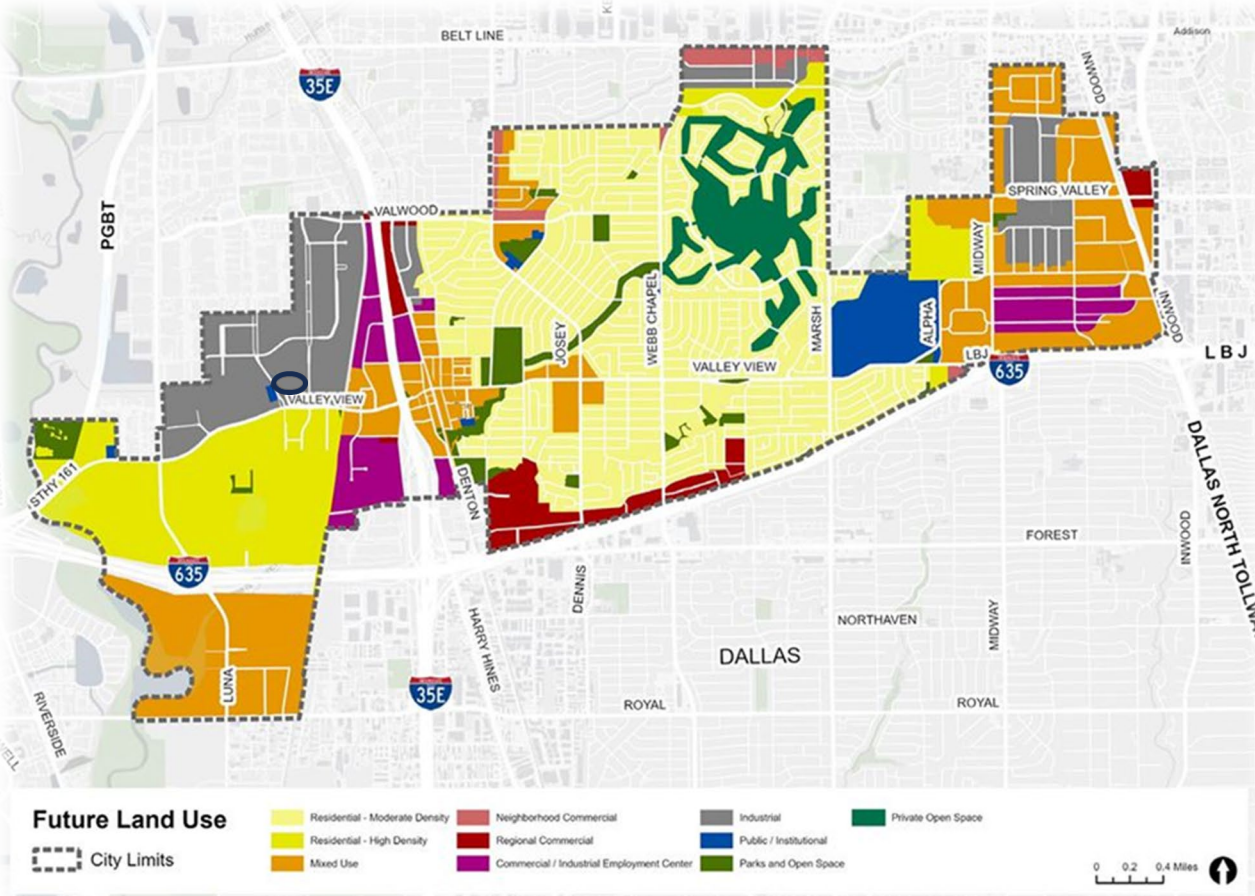 BELT LINE
Addison
INTERSTATE
35E
INWOOD
PGBT
VALWOOD
SPRING VALLEY
MIDWAY
JOSEY
WEBB CHAPEL
MARSH
ALPHA
INWOOD
VALLEY VIEW
LBJ
LBJ
635
VALLEY VIEW
STHY 161
DENTON
DALLAS NORTH TOLLWA
FOREST
INWOOD
635
DENNIS
HARRY HINES
NORTHAVEN
MIDWAY
DALLAS
LUNA
35E
ROYAL
ROYAL
RIVERSIDE
ELL
Future Land Use
City Limits
Residential - Moderate Density
Residential - High Density
Mixed Use
Neighborhood Commercial
Regional Commercial
Commercial / Industrial Employment Center
Industrial
Public / Institutional
Parks and Open Space
Private Open Space
0 0.2 0.4 Miles